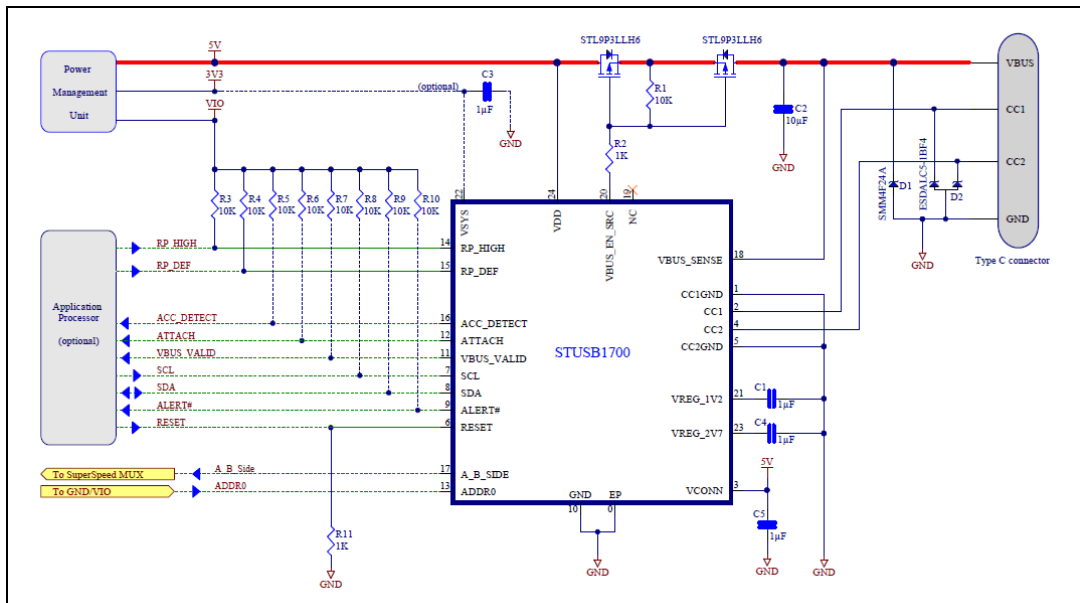 STL9P3LLH6 STL9P3LLH6
Power
Management
Unit
5V
3V3
VIO
(optional)
C3
1µF
GND
R1
10K
R2
1K
C2
10µF
GND
VBUS
CC1
CC2
GND
Type C connector
SMM4F24A
D1
ESDALC5-1BF4
D2
GND
R3
10K
R4
10K
R5
10K
R6
10K
R7
10K
R8
10K
R9
10K
R10
10K
22
VSYS
24
VDD
20
VBUS_EN_SRC
19
NC
Application
Processor
(optional)
RP_HIGH 14 RP_HIGH
RP_DEF 15 RP_DEF
ACC_DETECT 16 ACC_DETECT
ATTACH 12 ATTACH
VBUS_VALID 11 VBUS_VALID
SCL 7 SCL
SDA 8 SDA
ALERT# 9 ALERT#
RESET 6 RESET
To SuperSpeed MUX A_B_Side 17 A_B_SIDE
To GND/VIO ADDR0 13 ADDR0
STUSB1700
VBUS_SENSE 18
CC1GND 1
CC1 2
CC2 4
CC2GND 5
VREG_1V2 21 C1
1µF
VREG_2V7 23 C4
1µF
5V
VCONN 3
C5
1µF
GND
GND
GND EP
10 0
GND
R11
1K
GND